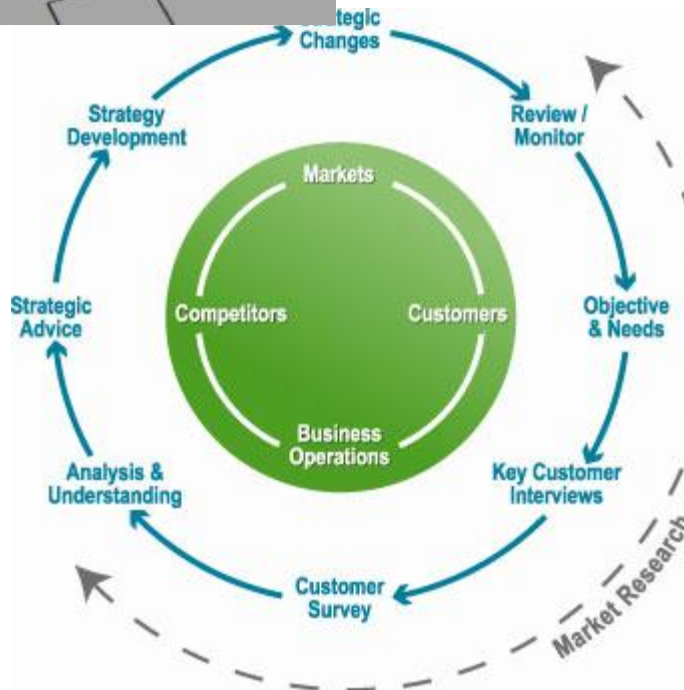 Strategic
Changes
Review /
Monitor
Objective
& Needs
Key Customer
Interviews
Customer
Survey
Analysis &
Understanding
Strategic
Advice
Strategy
Development
Markets
Customers
Business
Operations
Competitors
Market Research